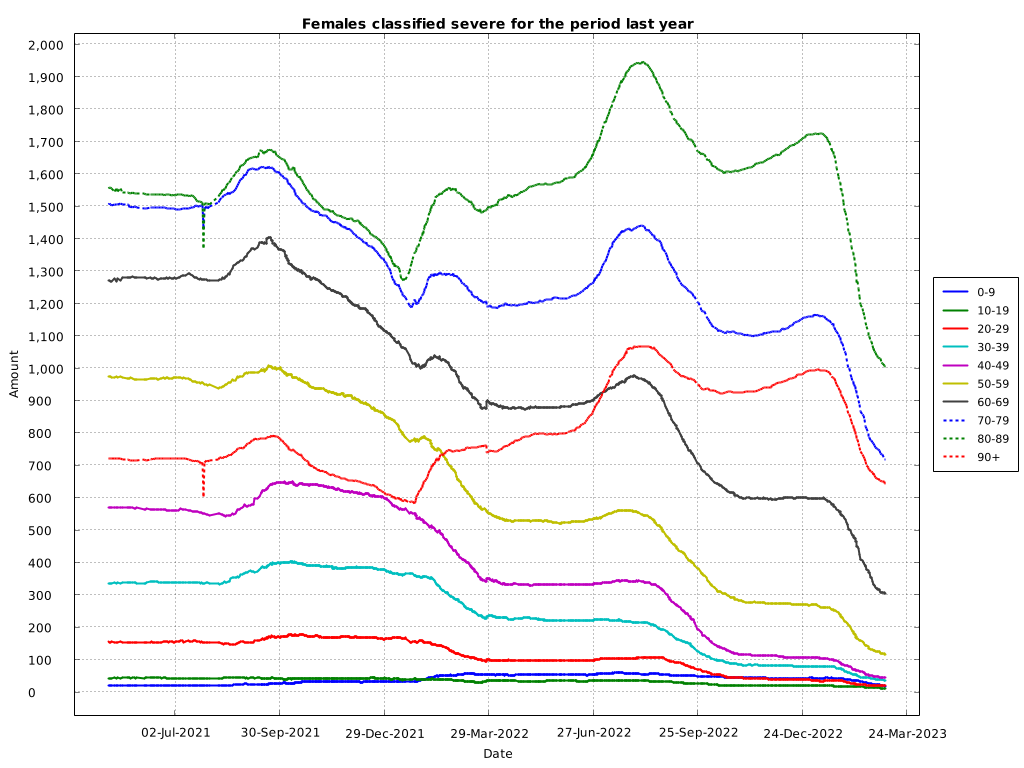 Females classified severe for the period last year
2,000
1,900
1,800
1,700
1,600
1,500
1,400
1,300
1,200
1,100
1,000
900
800
700
600
500
400
300
200
100
0
Amount
02-Jul-2021
30-Sep-2021
29-Dec-2021
29-Mar-2022
27-Jun-2022
25-Sep-2022
24-Dec-2022
24-Mar-2023
Date
0-9
10-19
20-29
30-39
40-49
50-59
60-69
70-79
80-89
90+